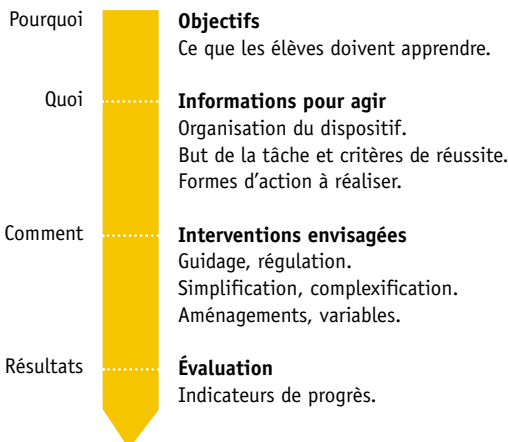 Pourquoi
Objectifs
Ce que les élèves doivent apprendre.
Quoi
Informations pour agir
Organisation du dispositif.
But de la tâche et critères de réussite.
Formes d'action à réaliser.
Comment
Interventions envisagées
Guidage, régulation.
Simplification, complexification.
Aménagements, variables.
Résultats
Évaluation
Indicateurs de progrès.